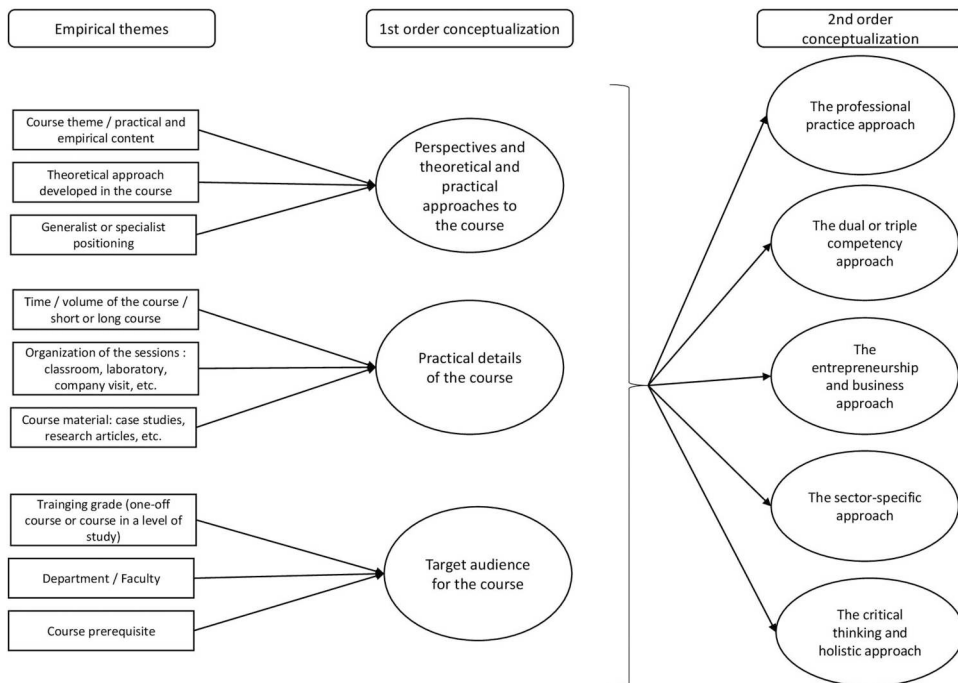 Empirical themes
1st order conceptualization
2nd order
conceptualization
Course theme / practical and
empirical content
Theoretical approach
developed in the course
Generalist or specialist
positioning
Perspectives and
theoretical and
practical
approaches to
the course
Time / volume of the course /
short or long course
Organization of the sessions :
classroom, laboratory,
company visit, etc.
Course material: case studies,
research articles, etc.
Practical details
of the course
Trainging grade (one-off
course or course in a level of
study)
Department / Faculty
Course prerequisite
Target audience
for the course
The professional
practice approach
The dual or triple
competency
approach
The
entrepreneurship
and business
approach
The sector-specific
approach
The critical
thinking and
holistic approach